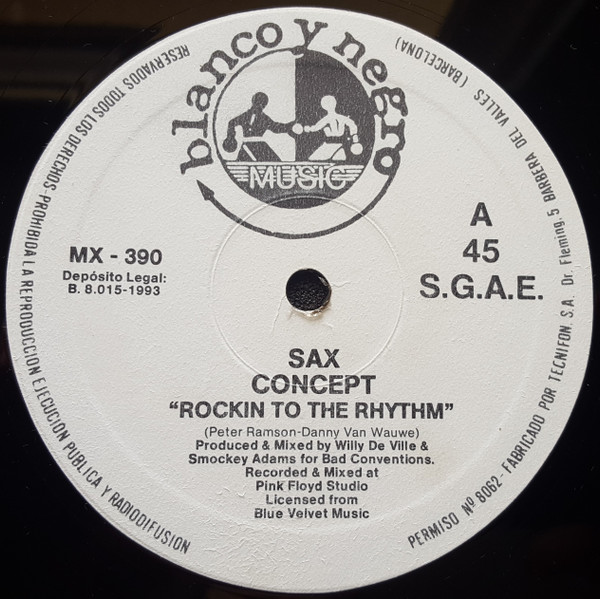 blanco y negro
MUSIC
MX - 390
Depósito Legal:
B. 8.015-1993
A
45
S.G.A.E.
SAX
CONCEPT
"ROCKIN TO THE RHYTHM"
(Peter Ramson-Danny Van Wauwe)
Produced & Mixed by Willy De Ville &
Smockey Adams for Bad Conventions.
Recorded & Mixed at
Pink Floyd Studio
Licensed from
Blue Velvet Music
RESERVADOS TODOS LOS DERECHOS-PROHIBIDA LA REPRODUCCION EJECUCION PUBLICA Y RADIODIFUSION
PERMISO Nº 8062-FABRICADO POR TECNIFON, S.A. Dr. Fleming, 5 BARBERA DEL VALLES (BARCELONA)